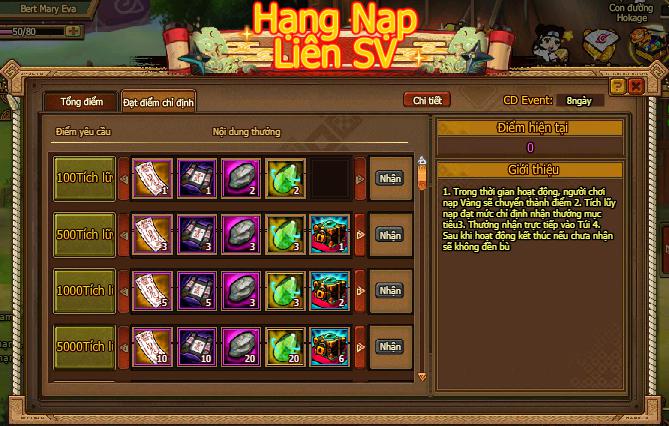 Bert Mary Eva
50/80
Hạng Nạp
Liên SV
Con đường
Hokage
Tổng điểm
Đạt điểm chỉ định
Chi tiết
CD Event: 8ngày
Điểm yêu cầu
Nội dung thưởng
Điểm hiện tại
0
Giới thiệu
1. Trong thời gian hoạt động, người chơi
nạp Vàng sẽ chuyển thành điểm 2. Tích lũy
nạp đạt mức chỉ định nhận thưởng mục
tiêu3. Thưởng nhận trực tiếp vào Túi 4.
Sau khi hoạt động kết thúc nếu chưa nhận
sẽ không đền bù
100Tích lũ 1 1 2 2 Nhận
500Tích lũ 3 3 3 3 1 Nhận
1000Tích l 5 5 3 3 2 Nhận
5000Tích l 10 10 20 20 6 Nhận